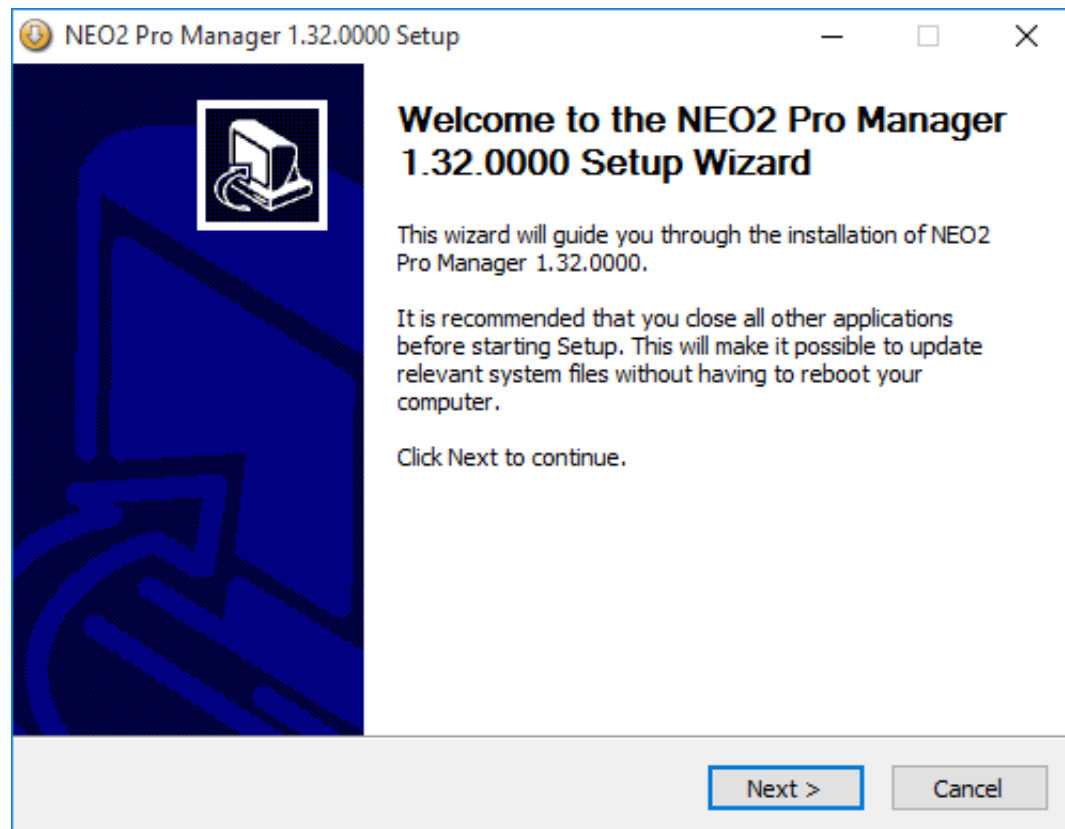 NEO2 Pro Manager 1.32.0000 Setup
Welcome to the NEO2 Pro Manager
1.32.0000 Setup Wizard
This wizard will guide you through the installation of NEO2
Pro Manager 1.32.0000.
It is recommended that you close all other applications
before starting Setup. This will make it possible to update
relevant system files without having to reboot your
computer.
Click Next to continue.
Next >
Cancel